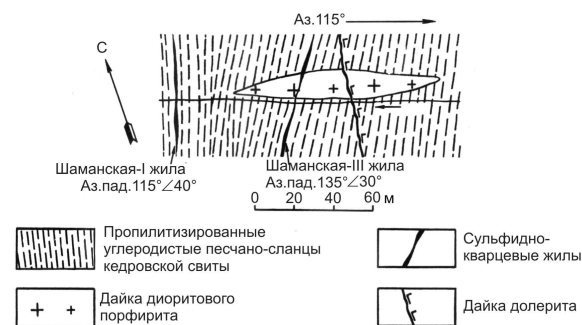 Аз.115°
С
Шаманская-I жила
Аз.пад.115°∠40°
Шаманская-III жила
Аз.пад.135°∠30°
0 20 40 60 м
Пропилитизированные
углеродистые песчано-сланцы
кедровской свиты
Сульфидно-
кварцевые жилы
Дайка диоритового
порфирита
Дайка долерита